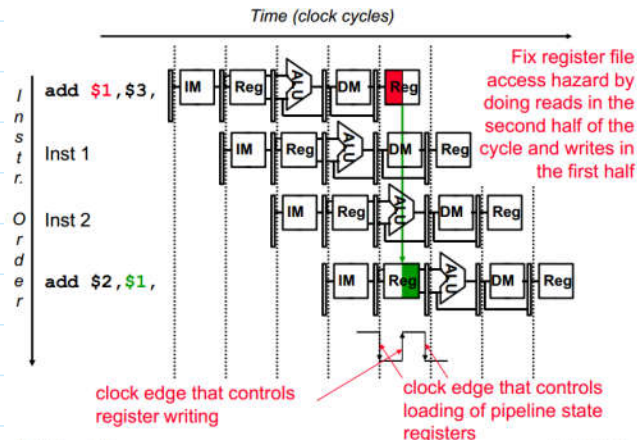 Time (clock cycles)
Fix register file
access hazard by
doing reads in the
second half of the
cycle and writes in
the first half
Instr. Order
add $1,$3,
IM
Reg
ALU
DM
Reg
Inst 1
IM
Reg
ALU
DM
Reg
Inst 2
IM
Reg
ALU
DM
Reg
add $2,$1,
IM
Reg
ALU
DM
Reg
clock edge that controls
register writing
clock edge that controls
loading of pipeline state
registers